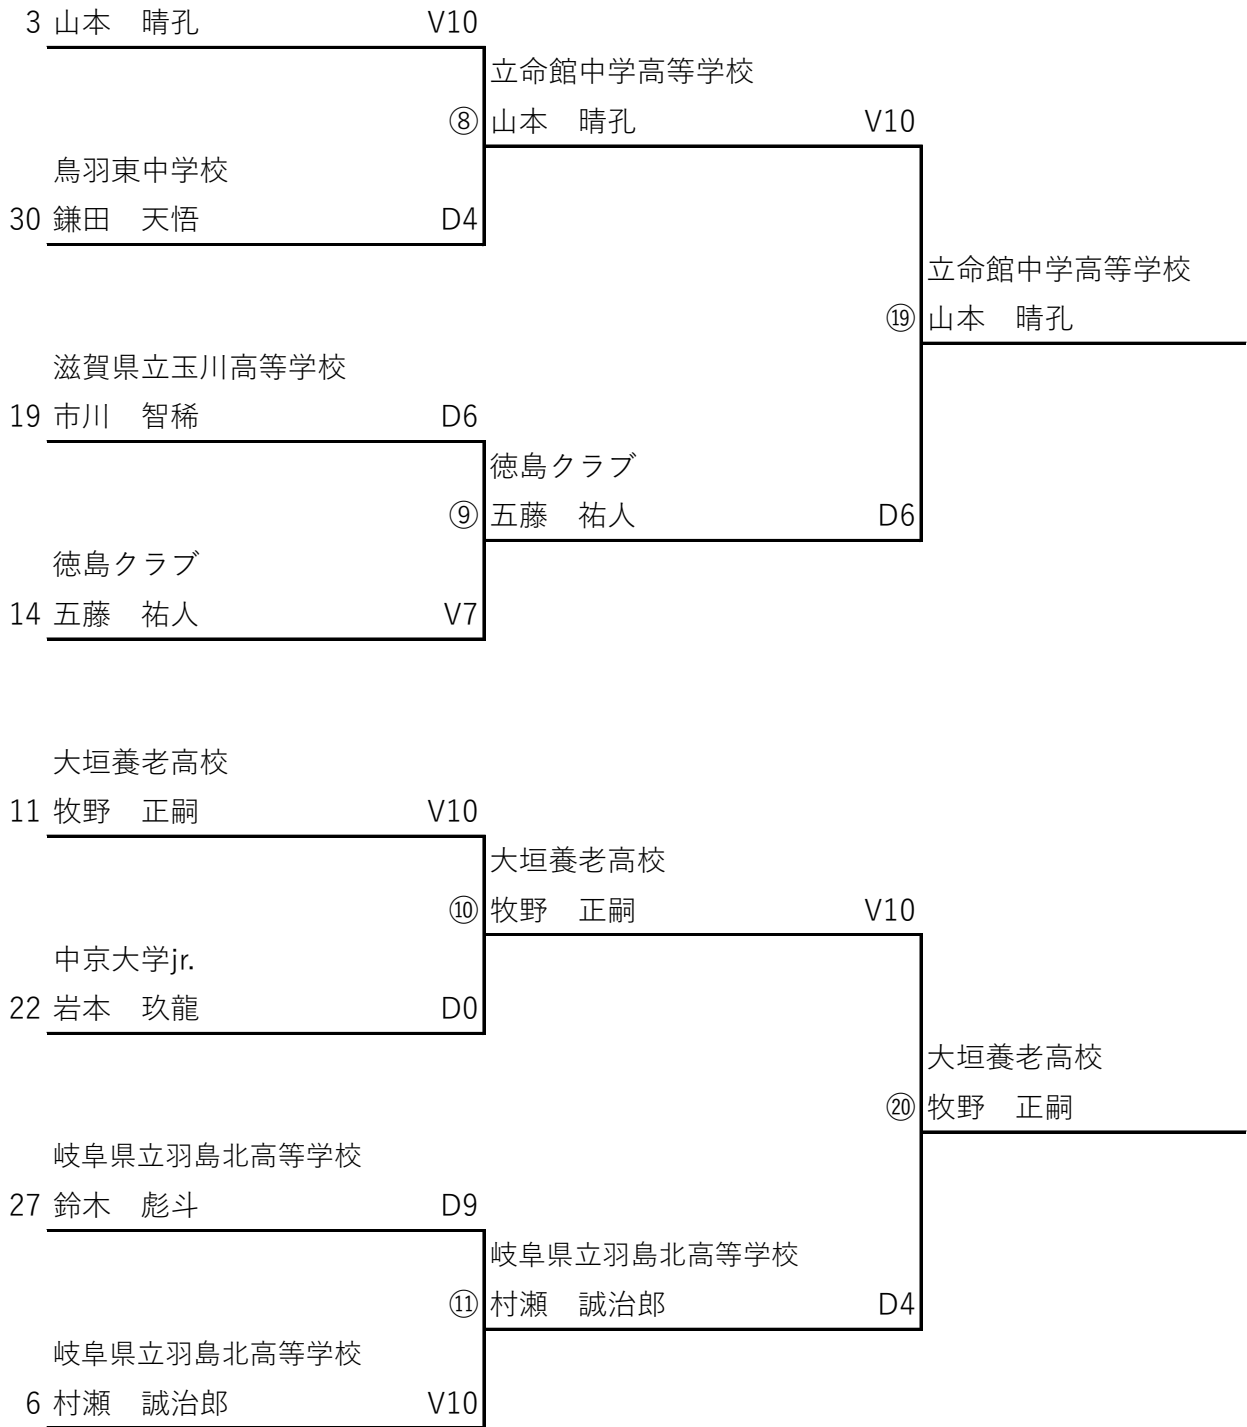 3 山本　晴孔 V10
立命館中学高等学校
⑧ 山本　晴孔 V10
鳥羽東中学校
30 鎌田　天悟 D4
立命館中学高等学校
⑲ 山本　晴孔
滋賀県立玉川高等学校
19 市川　智稀 D6
徳島クラブ
⑨ 五藤　祐人 D6
徳島クラブ
14 五藤　祐人 V7
大垣養老高校
11 牧野　正嗣 V10
大垣養老高校
⑩ 牧野　正嗣 V10
中京大学jr.
22 岩本　玖龍 D0
大垣養老高校
⑳ 牧野　正嗣
岐阜県立羽島北高等学校
27 鈴木　彪斗 D9
岐阜県立羽島北高等学校
⑪ 村瀬　誠治郎 D4
岐阜県立羽島北高等学校
6 村瀬　誠治郎 V10